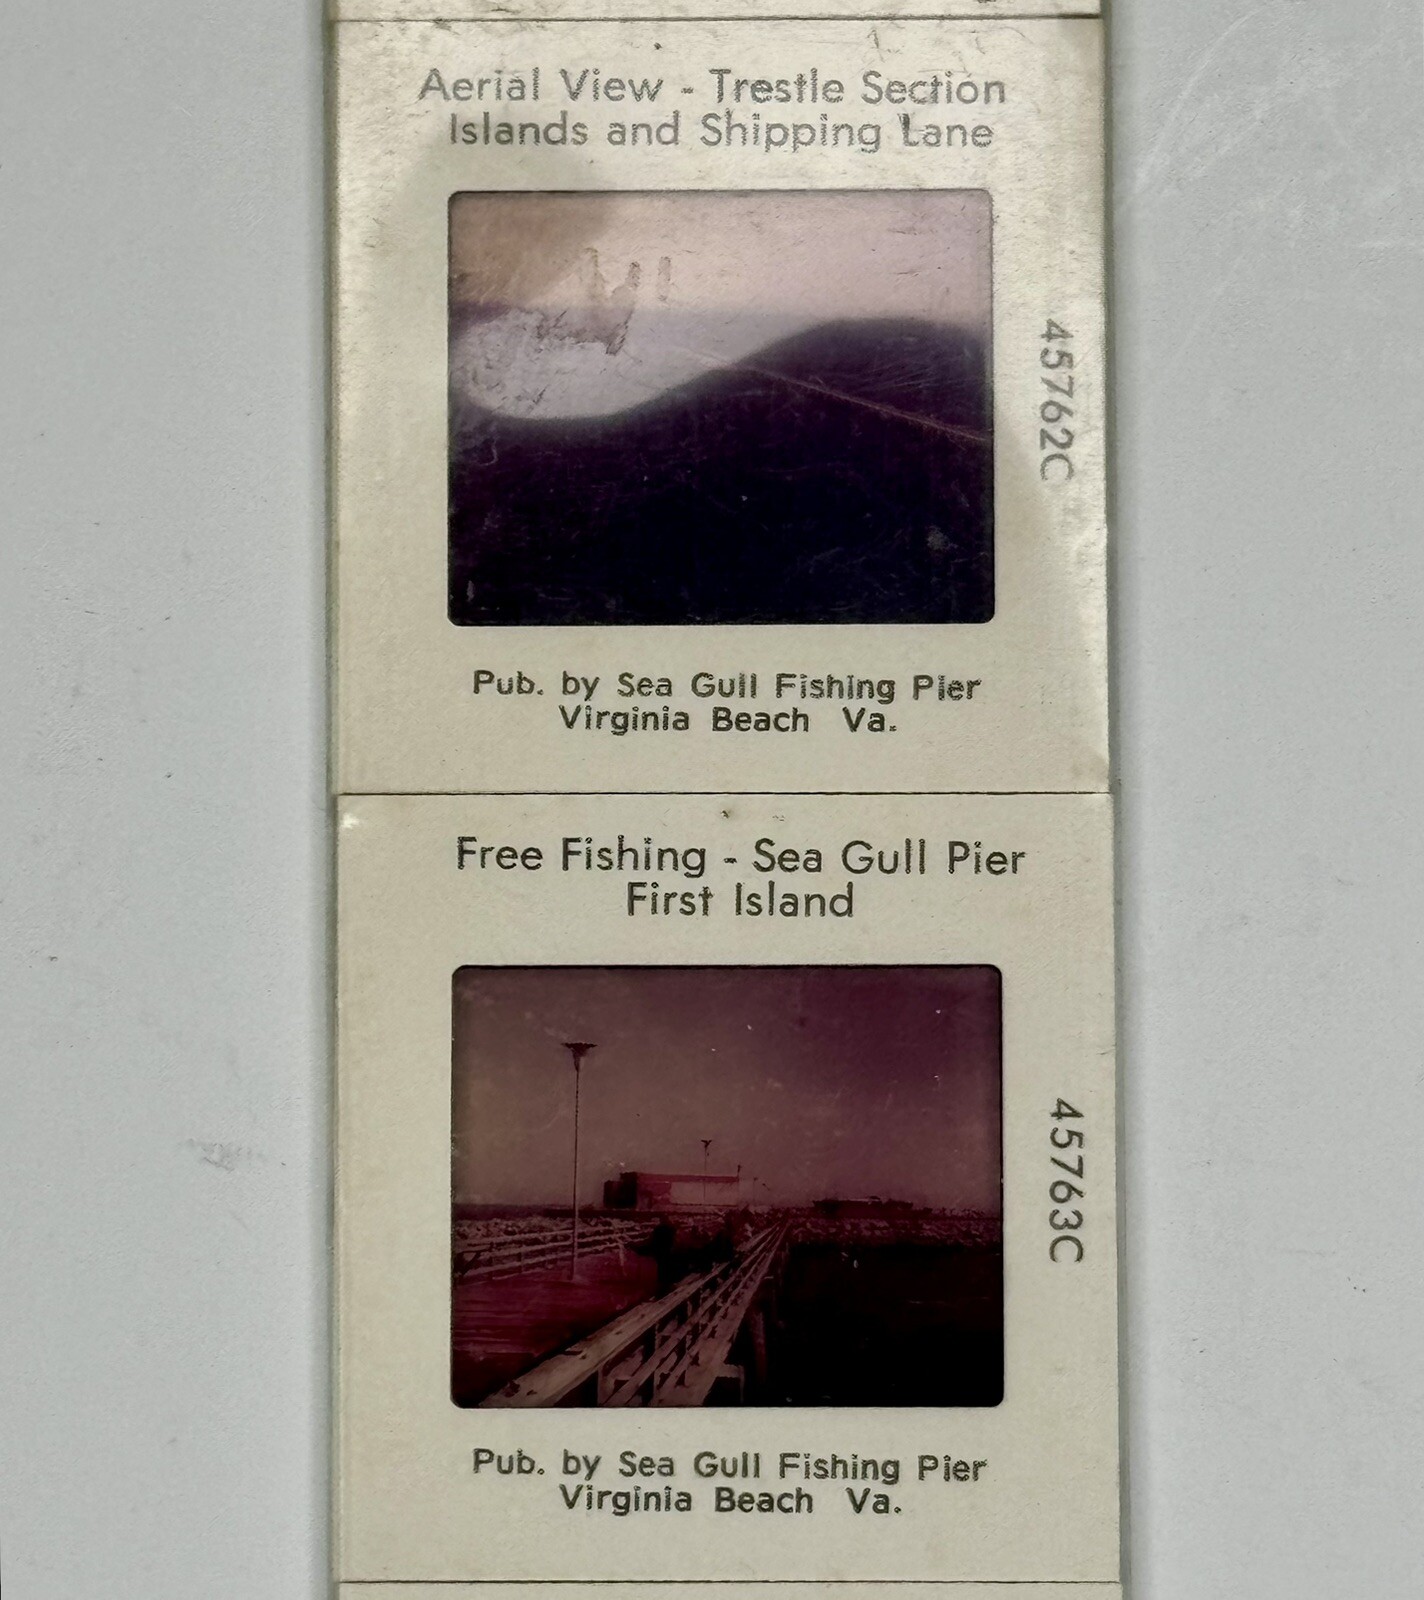 Aerial View - Trestle Section
Islands and Shipping Lane
45762C
Pub. by Sea Gull Fishing Pier
Virginia Beach Va.
Free Fishing - Sea Gull Pier
First Island
45763C
Pub. by Sea Gull Fishing Pier
Virginia Beach Va.